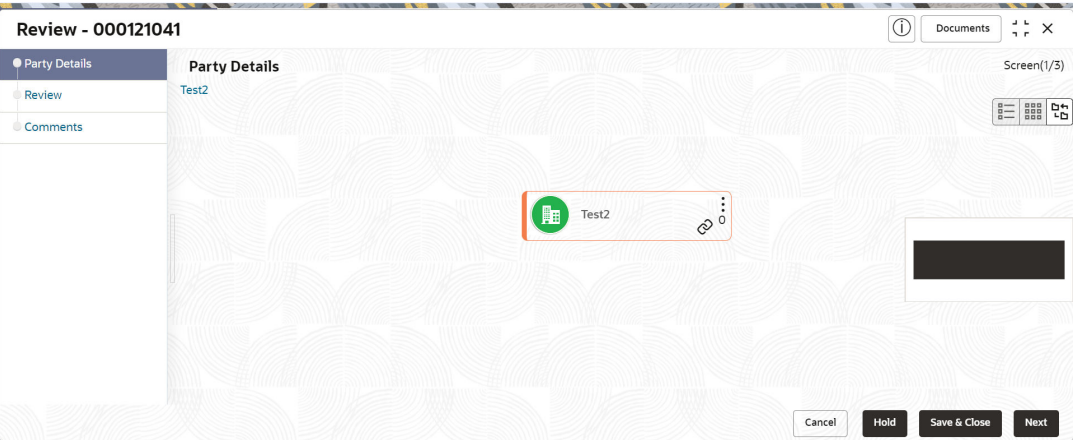 Review - 000121041
Documents
Party Details
Review
Comments
Party Details
Screen(1/3)
Test2
Test2
0
Cancel
Hold
Save & Close
Next